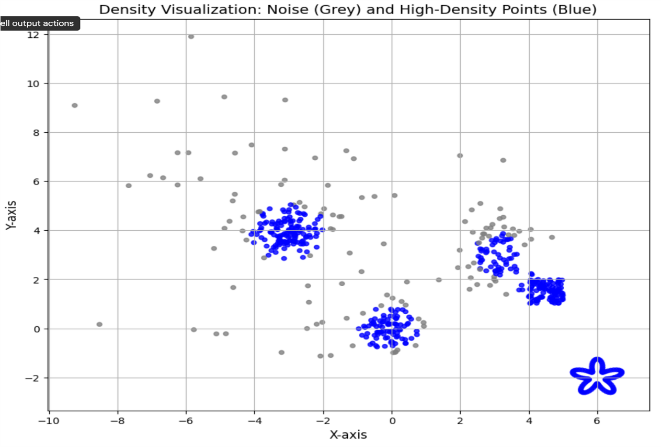 Density Visualization: Noise (Grey) and High-Density Points (Blue)
ell output actions
12
10
8
6
4
2
0
−2
Y-axis
−10 −8 −6 −4 −2 0 2 4 6
X-axis